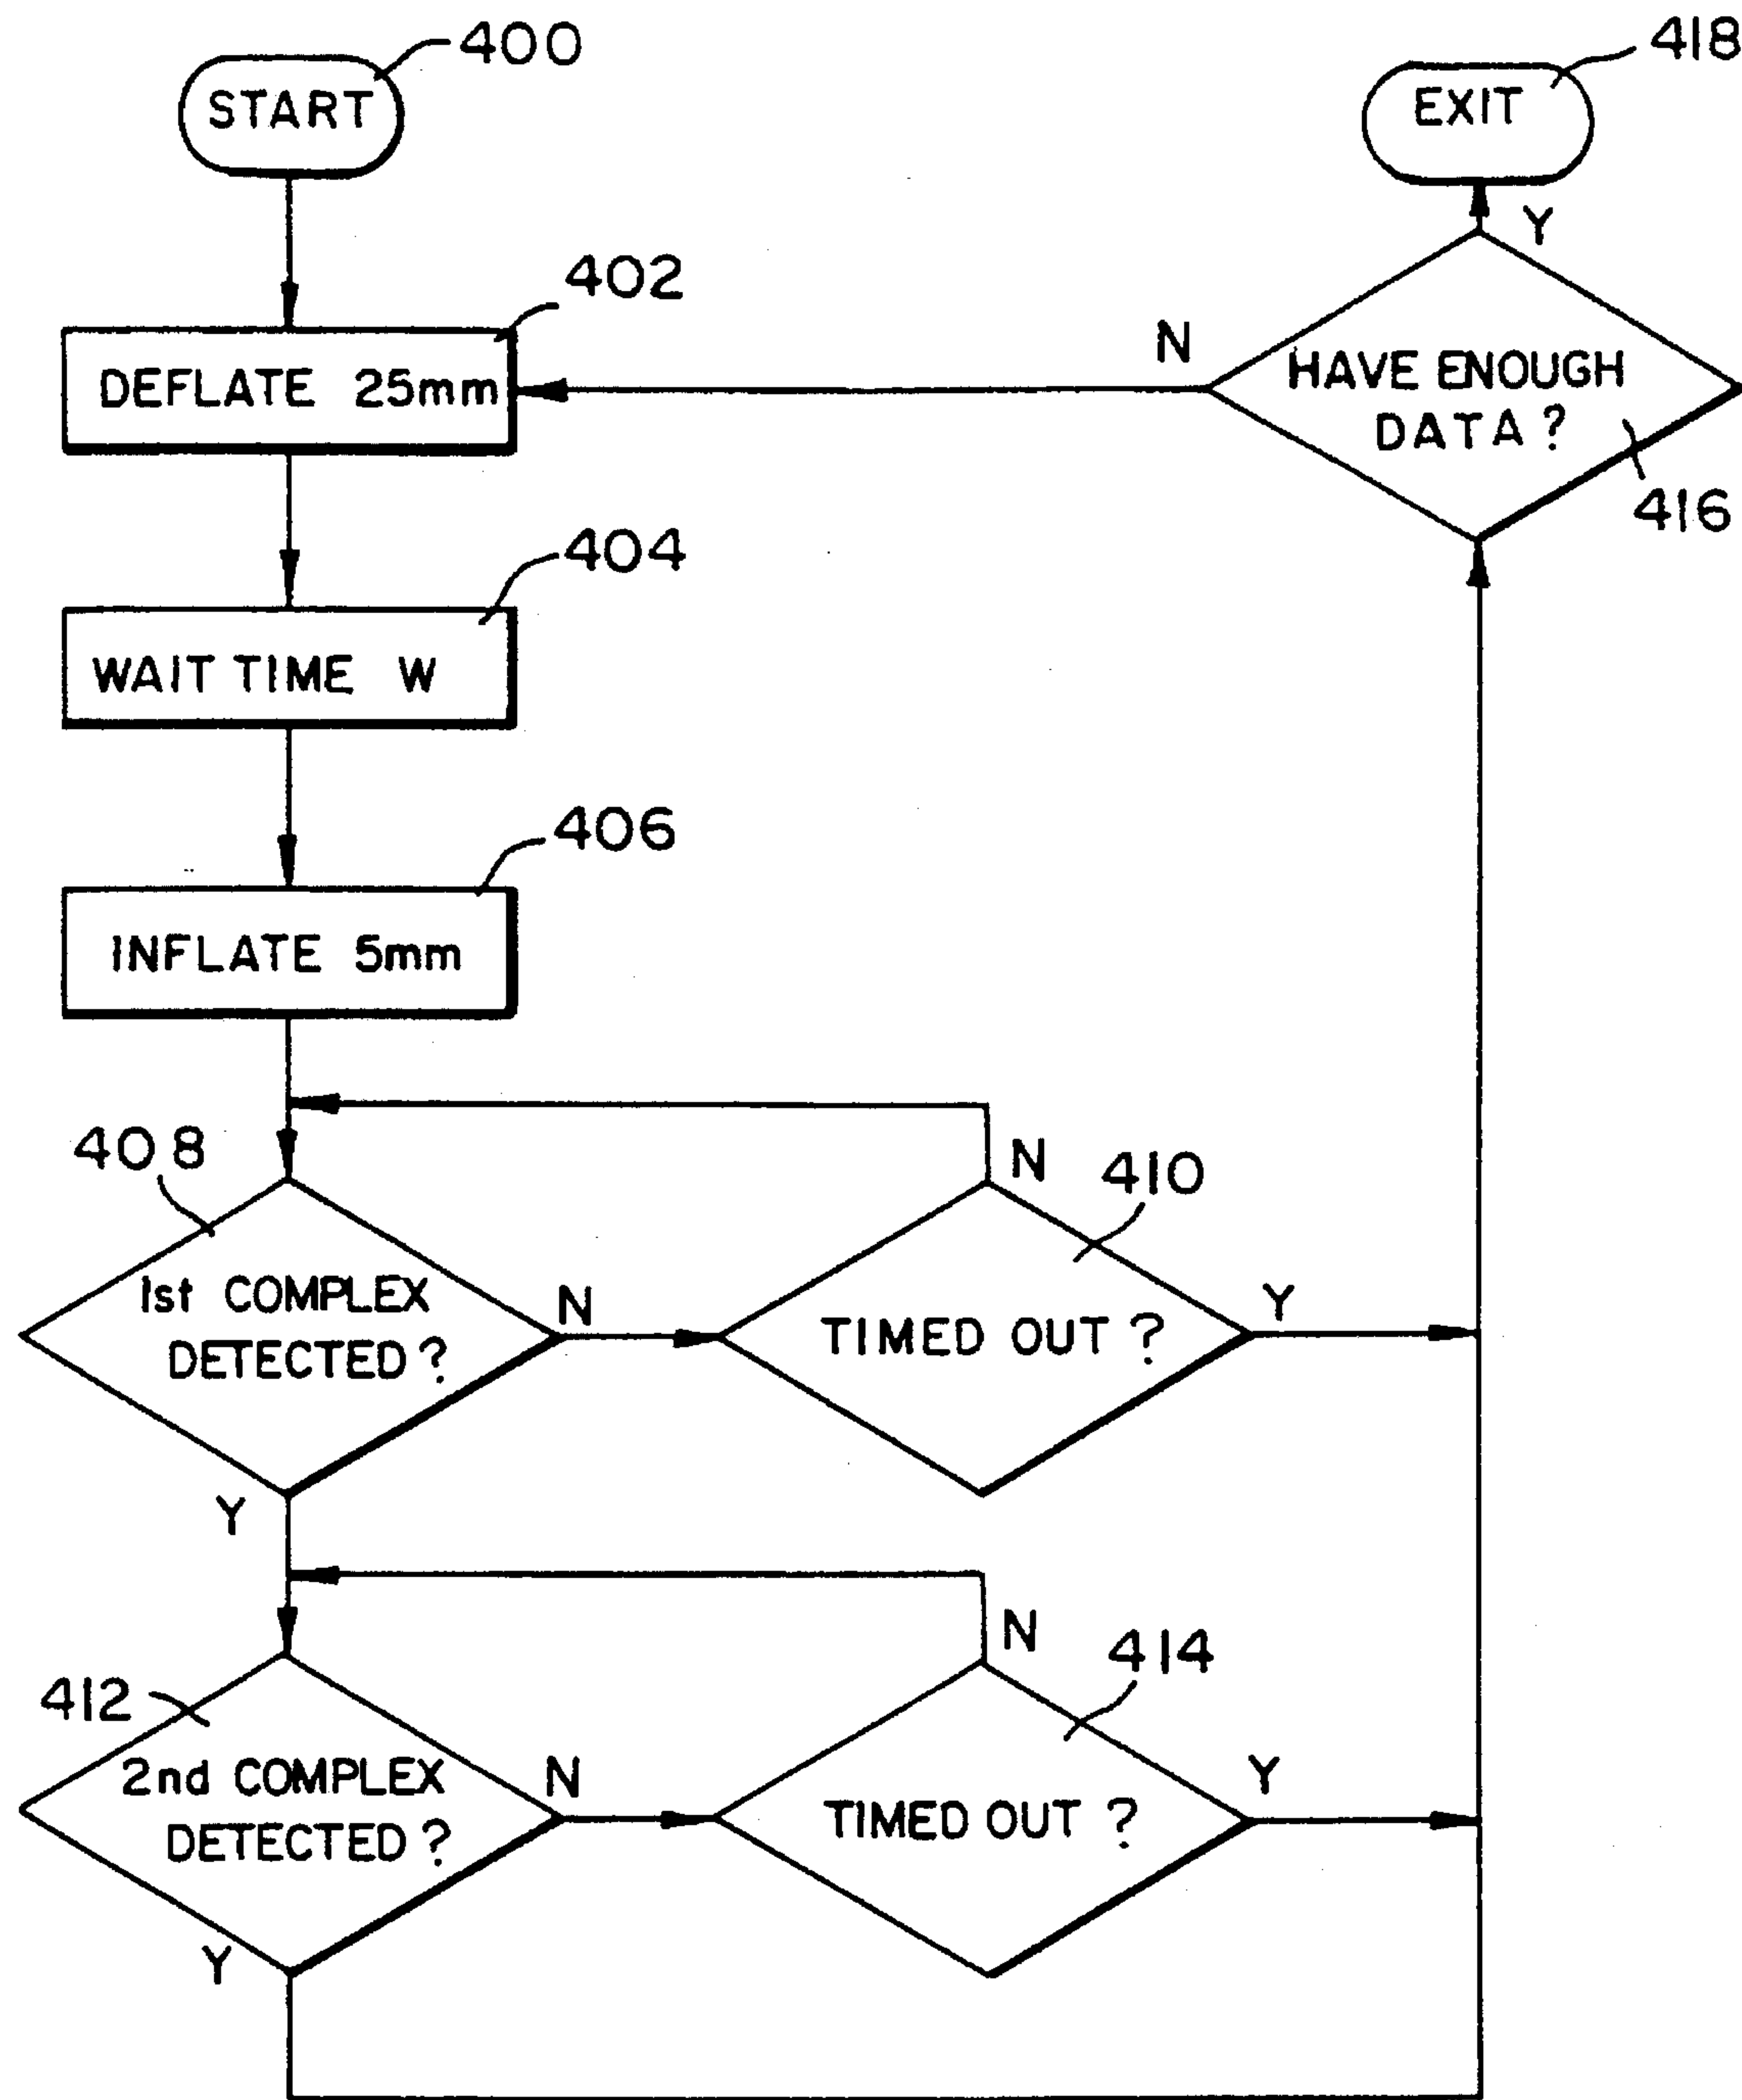 400
START
418
EXIT
Y
402
DEFLATE 25mm
N
HAVE ENOUGH
DATA?
416
404
WAIT TIME W
406
INFLATE 5mm
408
1st COMPLEX
DETECTED?
N
Y
N
410
TIMED OUT?
Y
412
2nd COMPLEX
DETECTED?
N
Y
N
414
TIMED OUT?
Y